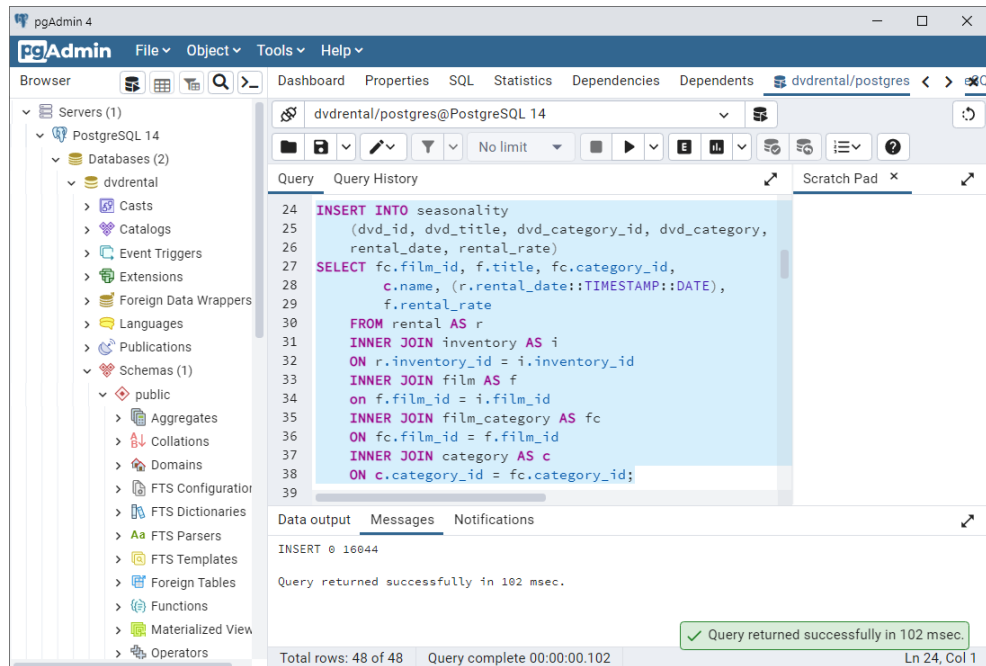 pgAdmin 4
pgAdmin File Object Tools Help
Browser
Dashboard Properties SQL Statistics Dependencies Dependents dvdrental/postgres
Servers (1)
PostgreSQL 14
Databases (2)
dvdrental
Casts
Catalogs
Event Triggers
Extensions
Foreign Data Wrappers
Languages
Publications
Schemas (1)
public
Aggregates
Collations
Domains
FTS Configuration
FTS Dictionaries
Aa FTS Parsers
FTS Templates
Foreign Tables
Functions
Materialized View
Operators
dvdrental/postgres@PostgreSQL 14
No limit
E
Query Query History
Scratch Pad
24 INSERT INTO seasonality
25 (dvd_id, dvd_title, dvd_category_id, dvd_category,
26 rental_date, rental_rate)
27 SELECT fc.film_id, f.title, fc.category_id,
28 c.name, (r.rental_date::TIMESTAMP::DATE),
29 f.rental_rate
30 FROM rental AS r
31 INNER JOIN inventory AS i
32 ON r.inventory_id = i.inventory_id
33 INNER JOIN film AS f
34 on f.film_id = i.film_id
35 INNER JOIN film_category AS fc
36 ON fc.film_id = f.film_id
37 INNER JOIN category AS c
38 ON c.category_id = fc.category_id;
39
Data output Messages Notifications
INSERT 0 16044
Query returned successfully in 102 msec.
Query returned successfully in 102 msec.
Total rows: 48 of 48 Query complete 00:00:00.102 Ln 24, Col 1